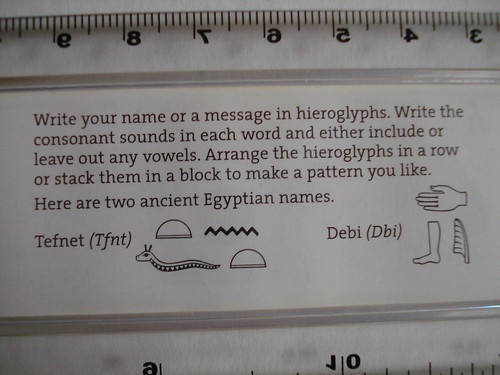 9 8 7 6 5 4 3
Write your name or a message in hieroglyphs. Write the
consonant sounds in each word and either include or
leave out any vowels. Arrange the hieroglyphs in a row
or stack them in a block to make a pattern you like.
Here are two ancient Egyptian names.
Tefnet (Tfnt)
Debi (Dbi)
10